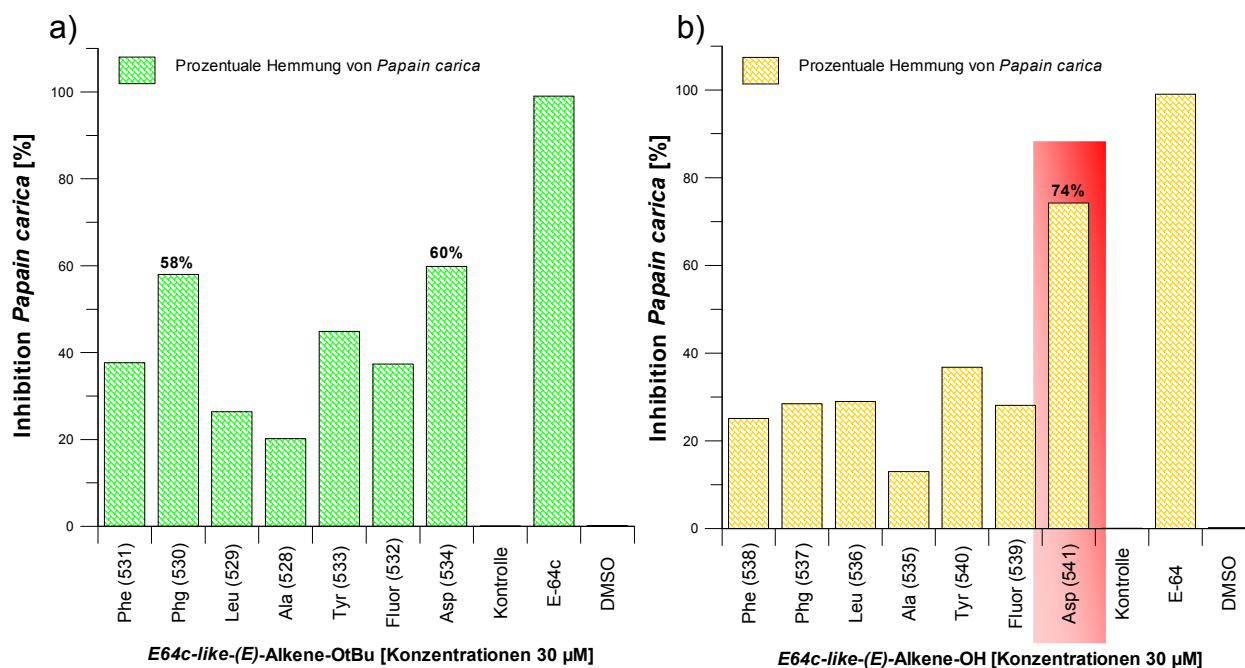 a)
Prozentuale Hemmung von Papain carica
Inhibition Papain carica [%]
100
80
60
40
20
0
58%
60%
Phe (531)
Phg (530)
Leu (529)
Ala (528)
Tyr (533)
Fluor (532)
Asp (534)
Kontrolle
E-64c
DMSO
E64c-like-(E)-Alkene-OtBu [Konzentrationen 30 µM]
b)
Prozentuale Hemmung von Papain carica
Inhibition Papain carica [%]
100
80
60
40
20
0
74%
Phe (538)
Phg (537)
Leu (536)
Ala (535)
Tyr (540)
Fluor (539)
Asp (541)
Kontrolle
E-64
DMSO
E64c-like-(E)-Alkene-OH [Konzentrationen 30 µM]